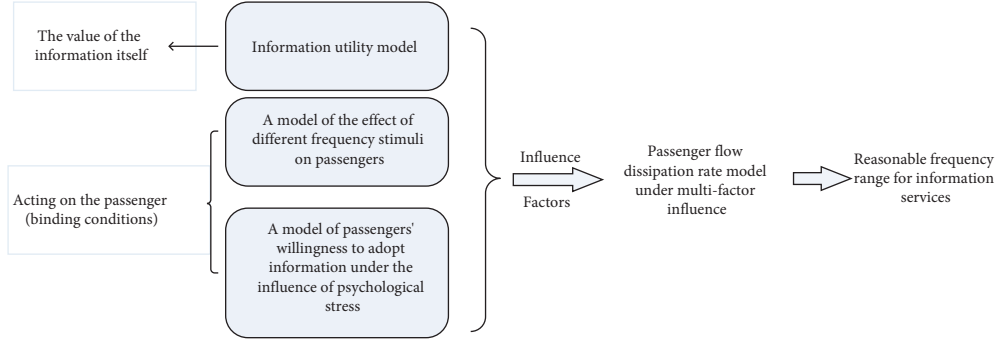 The value of the
information itself
Information utility model
A model of the effect of
different frequency stimuli
on passengers
Acting on the passenger
(binding conditions)
A model of passengers'
willingness to adopt
information under the
influence of psychological
stress
Influence
Factors
Passenger flow
dissipation rate model
under multi-factor
influence
Reasonable frequency
range for information
services